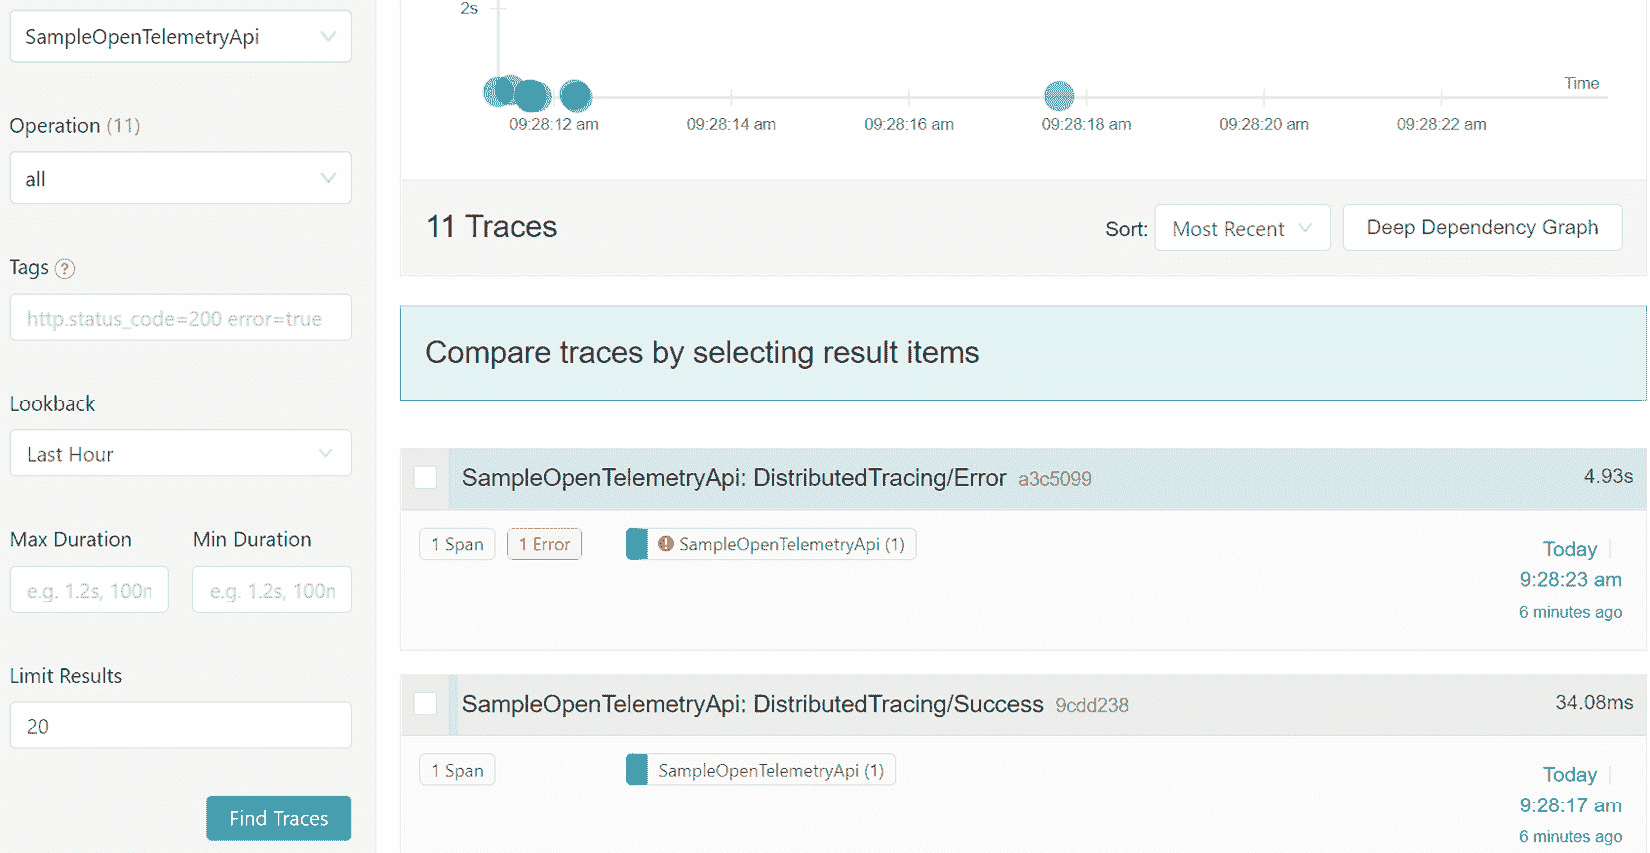 SampleOpenTelemetryApi
Operation (11)
all
Tags ?
http.status_code=200 error=true
Lookback
Last Hour
Max Duration Min Duration
e.g. 1.2s, 100n e.g. 1.2s, 100n
Limit Results
20
Find Traces
2s
Time
09:28:12 am 09:28:14 am 09:28:16 am 09:28:18 am 09:28:20 am 09:28:22 am
11 Traces Sort: Most Recent Deep Dependency Graph
Compare traces by selecting result items
SampleOpenTelemetryApi: DistributedTracing/Error a3c5099 4.93s
1 Span 1 Error SampleOpenTelemetryApi (1)
Today
9:28:23 am
6 minutes ago
SampleOpenTelemetryApi: DistributedTracing/Success 9cdd238 34.08ms
1 Span SampleOpenTelemetryApi (1)
Today
9:28:17 am
6 minutes ago